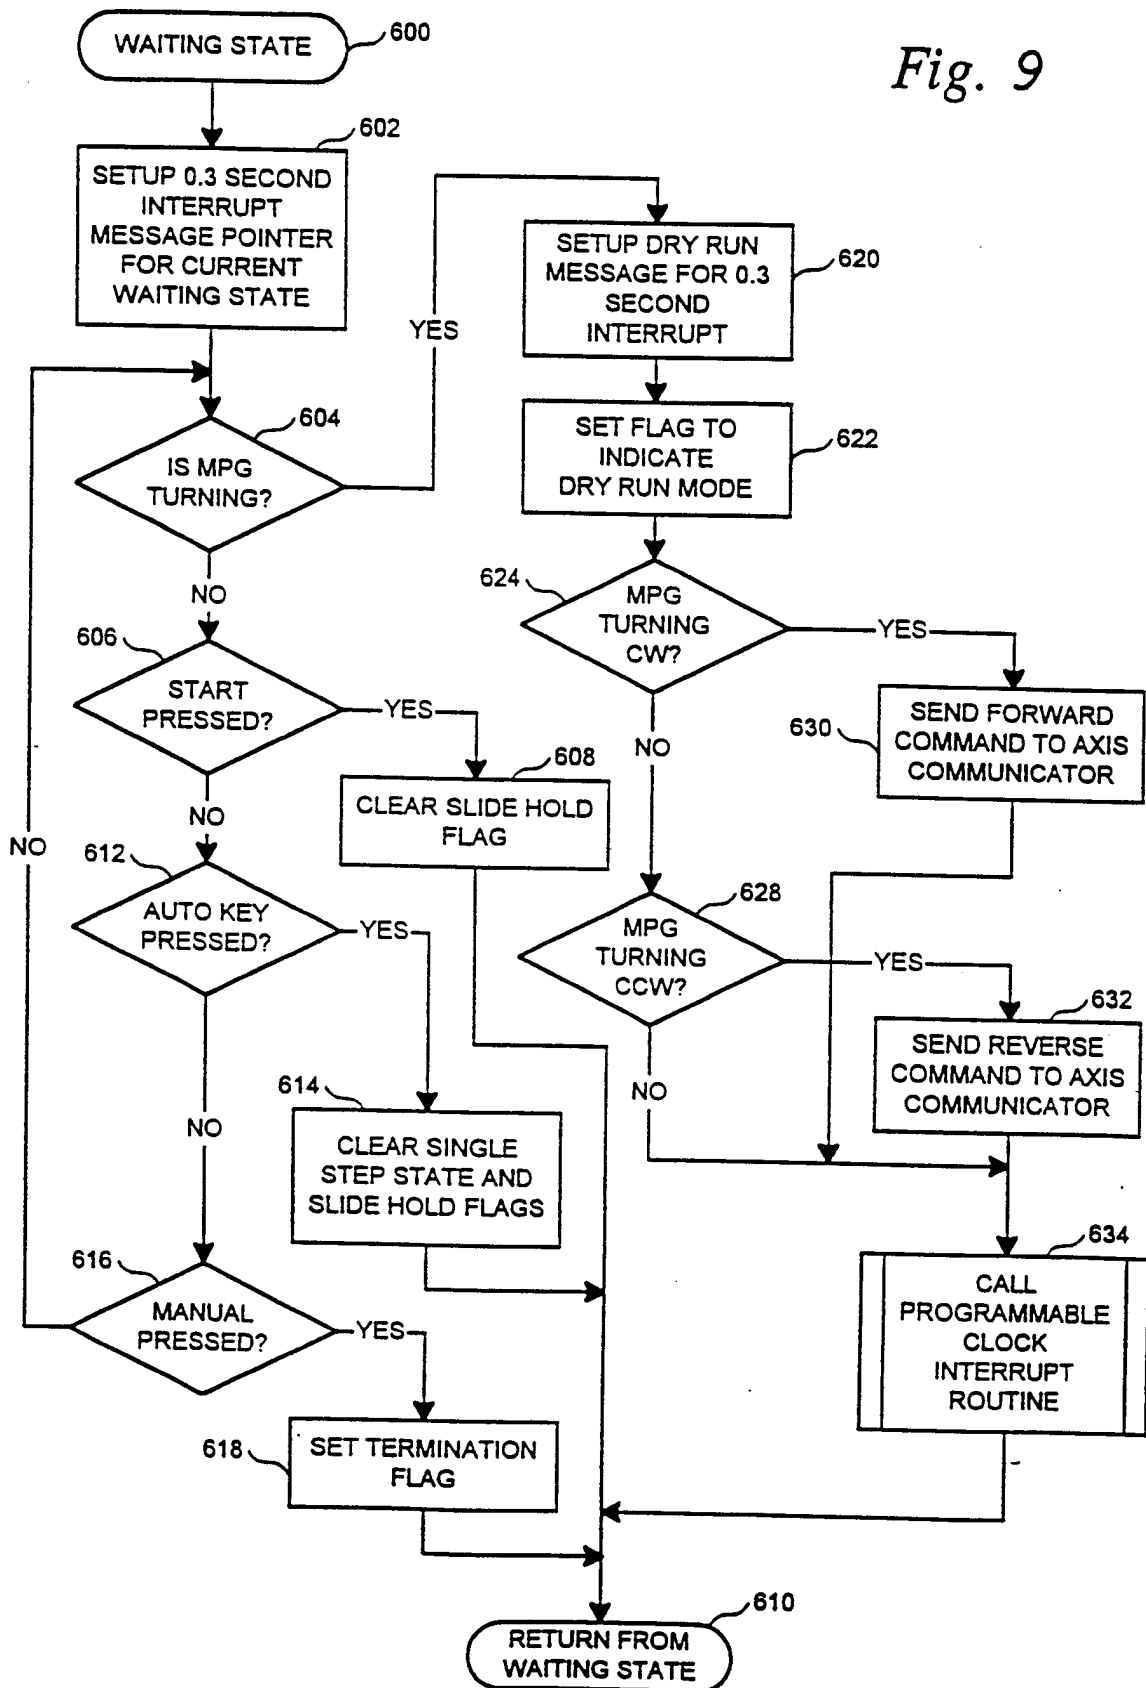 Fig. 9
WAITING STATE
600
602
SETUP 0.3 SECOND
INTERRUPT
MESSAGE POINTER
FOR CURRENT
WAITING STATE
604
IS MPG
TURNING?
YES
NO
606
START
PRESSED?
YES
NO
608
CLEAR SLIDE HOLD
FLAG
612
AUTO KEY
PRESSED?
YES
NO
614
CLEAR SINGLE
STEP STATE AND
SLIDE HOLD FLAGS
616
MANUAL
PRESSED?
YES
NO
618
SET TERMINATION
FLAG
620
SETUP DRY RUN
MESSAGE FOR 0.3
SECOND
INTERRUPT
622
SET FLAG TO
INDICATE
DRY RUN MODE
624
MPG
TURNING
CW?
YES
NO
630
SEND FORWARD
COMMAND TO AXIS
COMMUNICATOR
628
MPG
TURNING
CCW?
YES
NO
632
SEND REVERSE
COMMAND TO AXIS
COMMUNICATOR
634
CALL
PROGRAMMABLE
CLOCK
INTERRUPT
ROUTINE
610
RETURN FROM
WAITING STATE